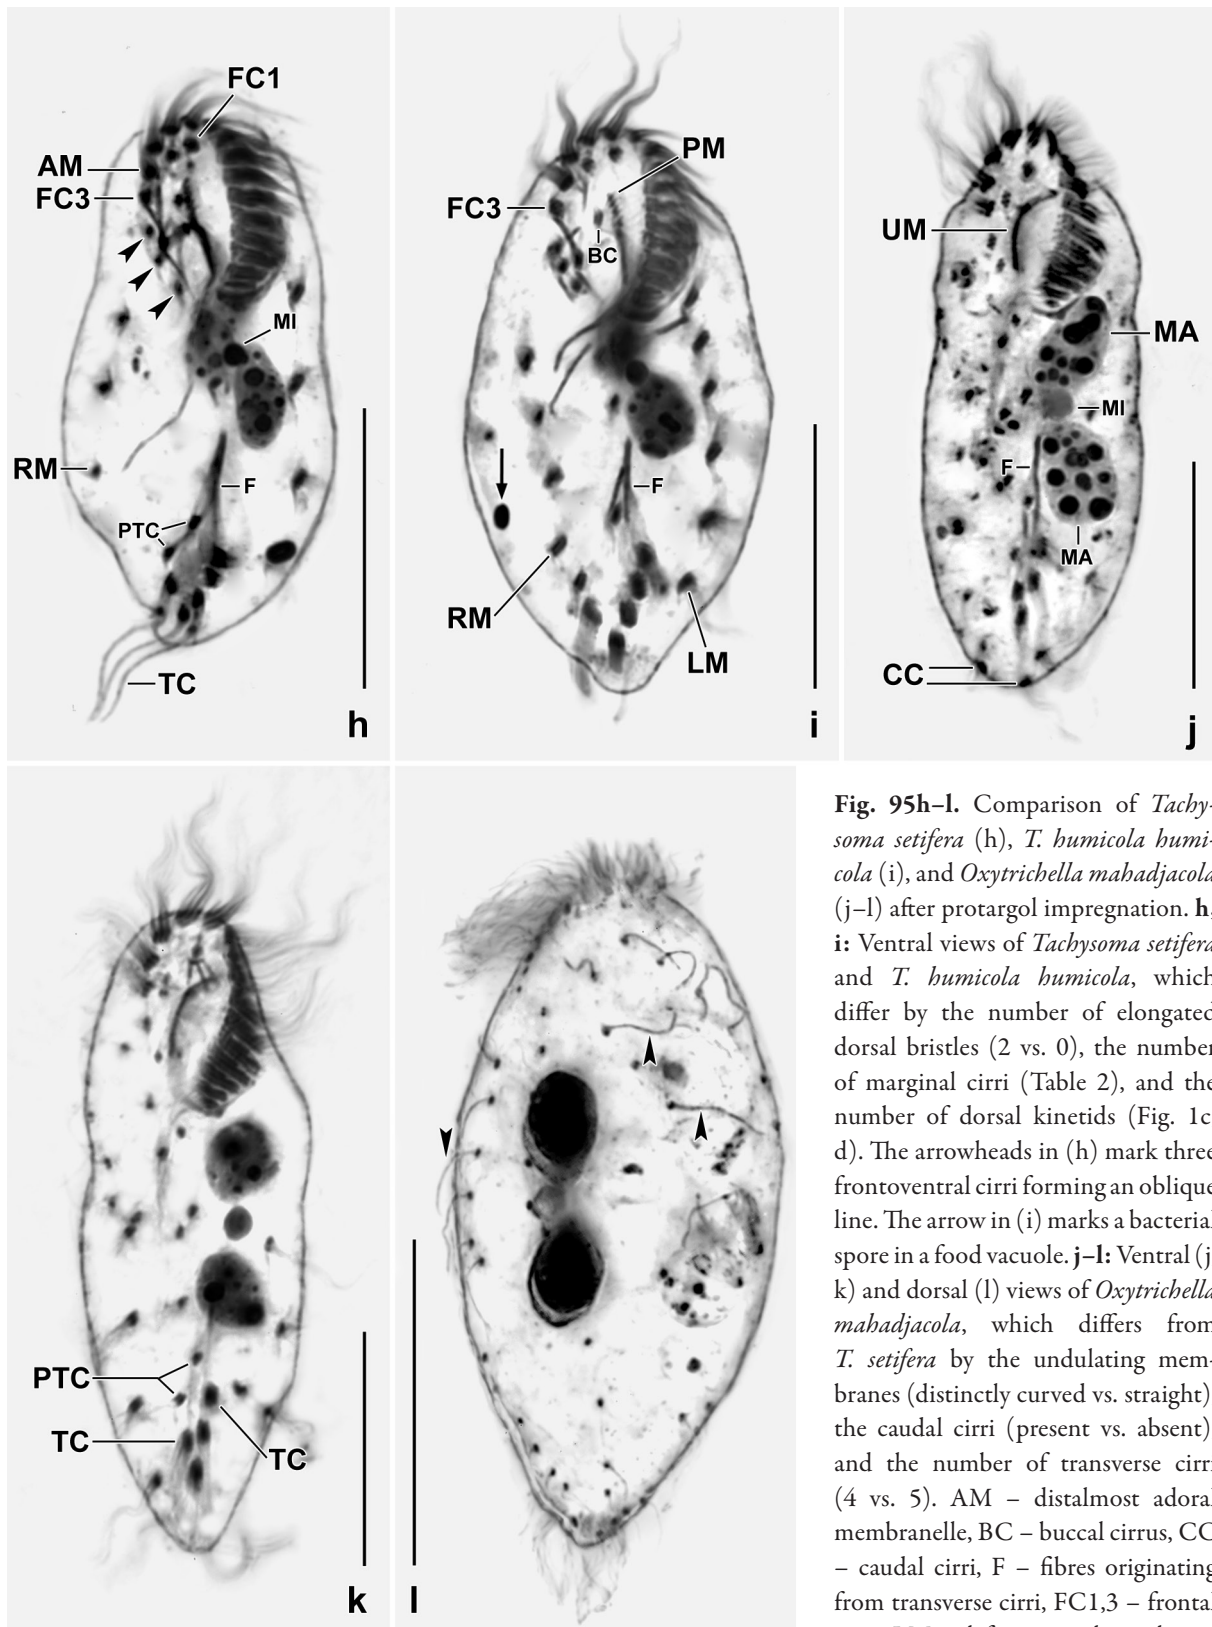 FC1
AM
FC3
MI
RM
F
PTC
TC
h
PM
FC3
BC
F
RM
LM
i
UM
MA
MI
F
MA
CC
j
PTC
TC
TC
k
l
Fig. 95h–l. Comparison of Tachy-
soma setifera (h), T. humicola humi-
cola (i), and Oxytrichella mahadjacola
(j–l) after protargol impregnation. h,
i: Ventral views of Tachysoma setifera
and T. humicola humicola, which
differ by the number of elongated
dorsal bristles (2 vs. 0), the number
of marginal cirri (Table 2), and the
number of dorsal kinetids (Fig. 1c
d). The arrowheads in (h) mark three
frontoventral cirri forming an oblique
line. The arrow in (i) marks a bacterial
spore in a food vacuole. j–l: Ventral (j
k) and dorsal (l) views of Oxytrichella
mahadjacola, which differs from
T. setifera by the undulating mem-
branes (distinctly curved vs. straight)
the caudal cirri (present vs. absent)
and the number of transverse cirri
(4 vs. 5). AM – distalmost adoral
membranelle, BC – buccal cirrus, CC
– caudal cirri, F – fibres originating
from transverse cirri, FC1,3 – frontal